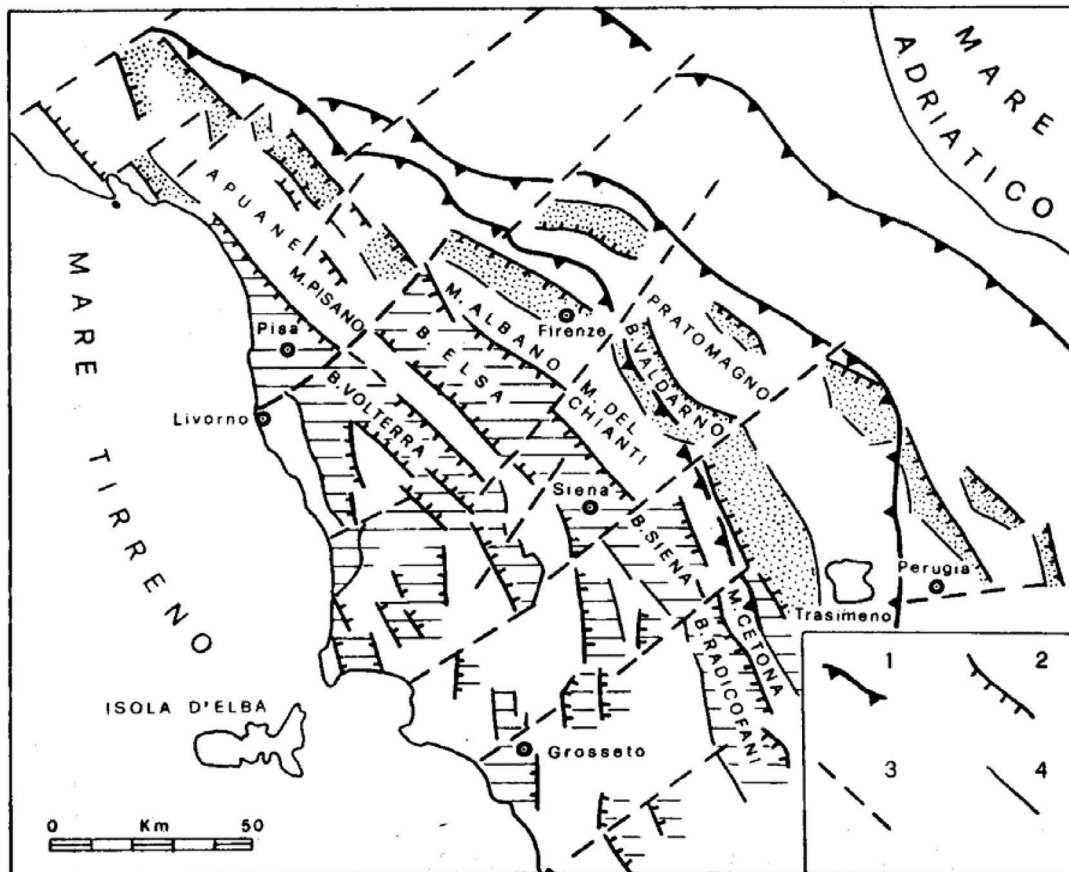 MARE
ADRIATICO
APUANE
M. PISANO
M. ALBANO
PRATOMAGNO
Firenze
B. ELSA
B. VALDARNO
Pisa
B. VOLTERRA
M. DEL
CHIANTI
Livorno
MARE TIRRENO
Siena
B. SIENA
Perugia
Trasimeno
M. CETONA
B. RADICOFANI
ISOLA D'ELBA
Grosseto
0 Km 50
1 2
3 4